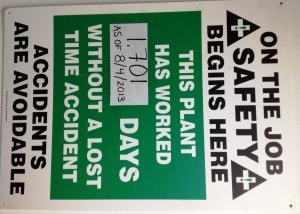 ON THE JOB
SAFETY
BEGINS HERE
THIS PLANT
HAS WORKED
1,701 DAYS
AS OF 8/4/2013
WITHOUT A LOST
TIME ACCIDENT
ACCIDENTS
ARE AVOIDABLE